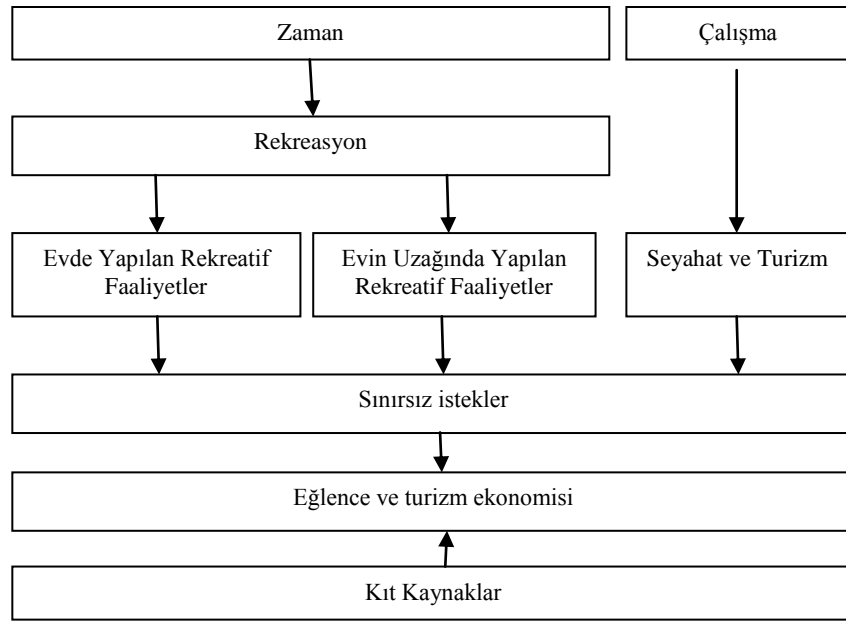 Zaman
Çalışma
Rekreasyon
Evde Yapılan Rekreatif
Faaliyetler
Evin Uzağında Yapılan
Rekreatif Faaliyetler
Seyahat ve Turizm
Sınırsız istekler
Eğlence ve turizm ekonomisi
Kıt Kaynaklar